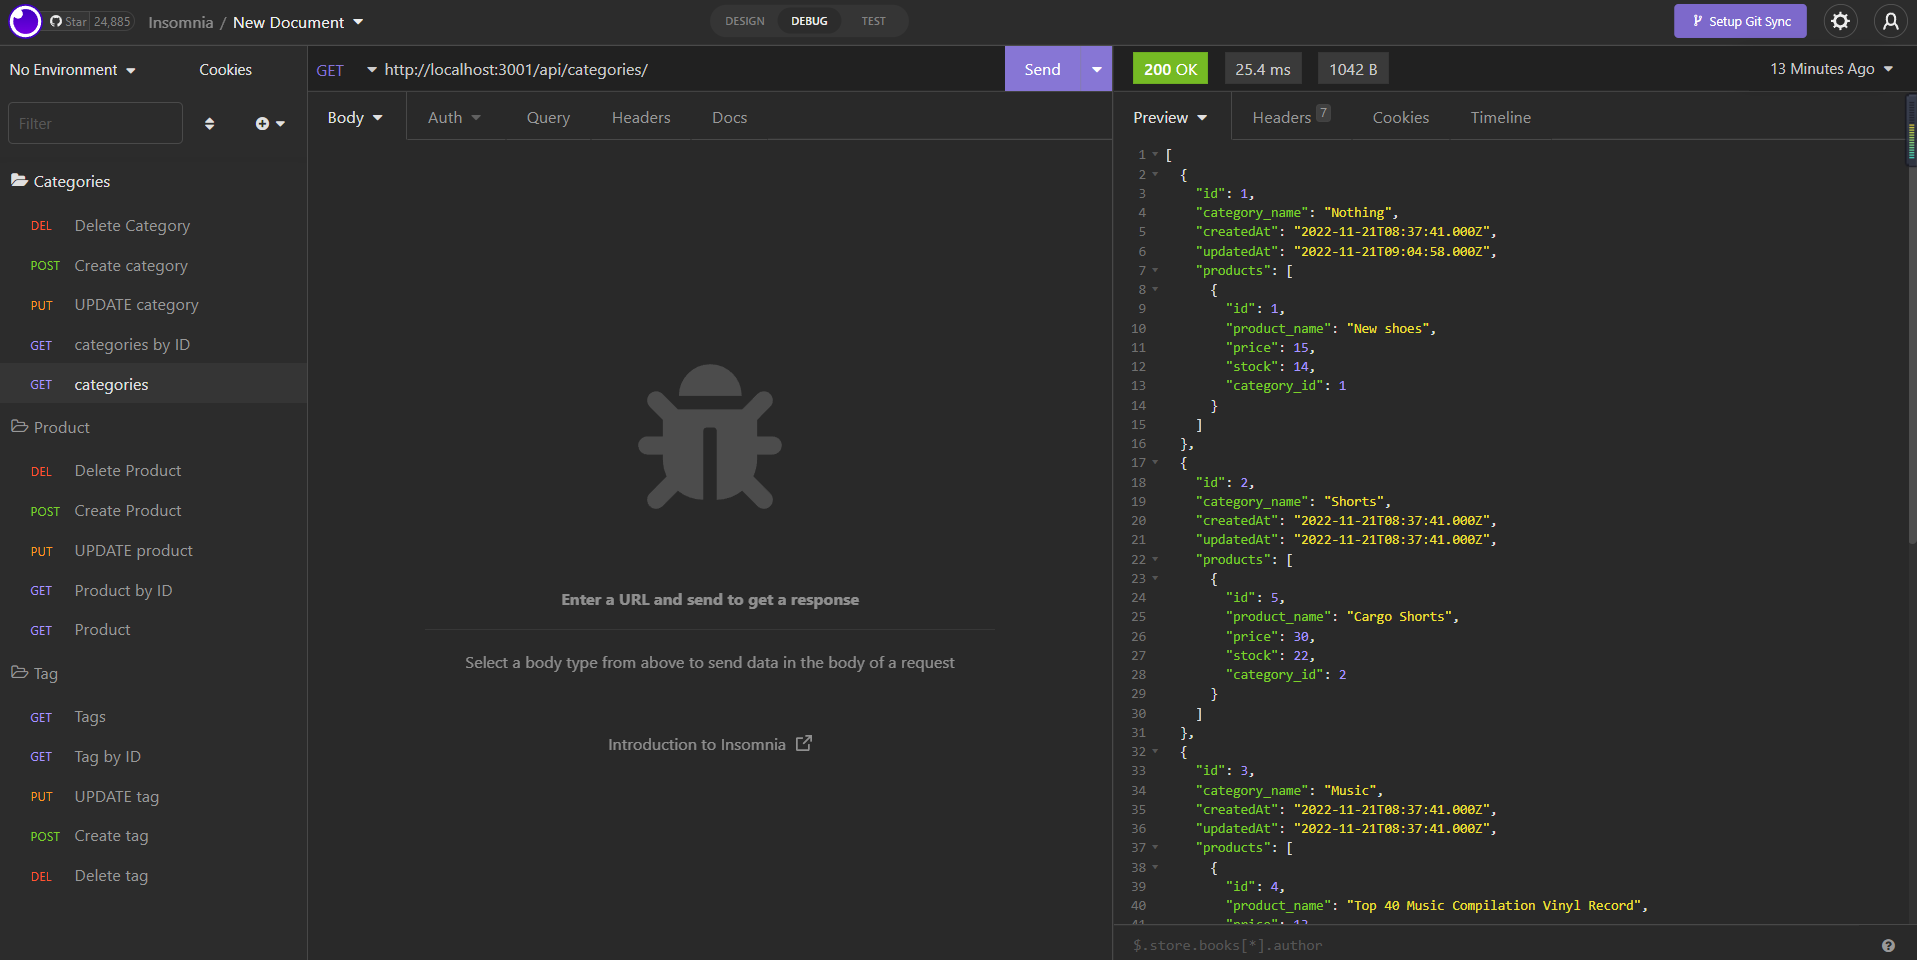 Star 24,885
Insomnia / New Document
DESIGN DEBUG TEST
Setup Git Sync
No Environment
Cookies
Filter
Categories
DEL Delete Category
POST Create category
PUT UPDATE category
GET categories by ID
GET categories
Product
DEL Delete Product
POST Create Product
PUT UPDATE product
GET Product by ID
GET Product
Tag
GET Tags
GET Tag by ID
PUT UPDATE tag
POST Create tag
DEL Delete tag
GET http://localhost:3001/api/categories/
Send
Body Auth Query Headers Docs
Enter a URL and send to get a response
Select a body type from above to send data in the body of a request
Introduction to Insomnia
200 OK 25.4 ms 1042 B
13 Minutes Ago
Preview Headers 7 Cookies Timeline
1 [
2 {
3 "id": 1,
4 "category_name": "Nothing",
5 "createdAt": "2022-11-21T08:37:41.000Z",
6 "updatedAt": "2022-11-21T09:04:58.000Z",
7 "products": [
8 {
9 "id": 1,
10 "product_name": "New shoes",
11 "price": 15,
12 "stock": 14,
13 "category_id": 1
14 }
15 ]
16 },
17 {
18 "id": 2,
19 "category_name": "Shorts",
20 "createdAt": "2022-11-21T08:37:41.000Z",
21 "updatedAt": "2022-11-21T08:37:41.000Z",
22 "products": [
23 {
24 "id": 5,
25 "product_name": "Cargo Shorts",
26 "price": 30,
27 "stock": 22,
28 "category_id": 2
29 }
30 ]
31 },
32 {
33 "id": 3,
34 "category_name": "Music",
35 "createdAt": "2022-11-21T08:37:41.000Z",
36 "updatedAt": "2022-11-21T08:37:41.000Z",
37 "products": [
38 {
39 "id": 4,
40 "product_name": "Top 40 Music Compilation Vinyl Record",
$.store.books[*].author